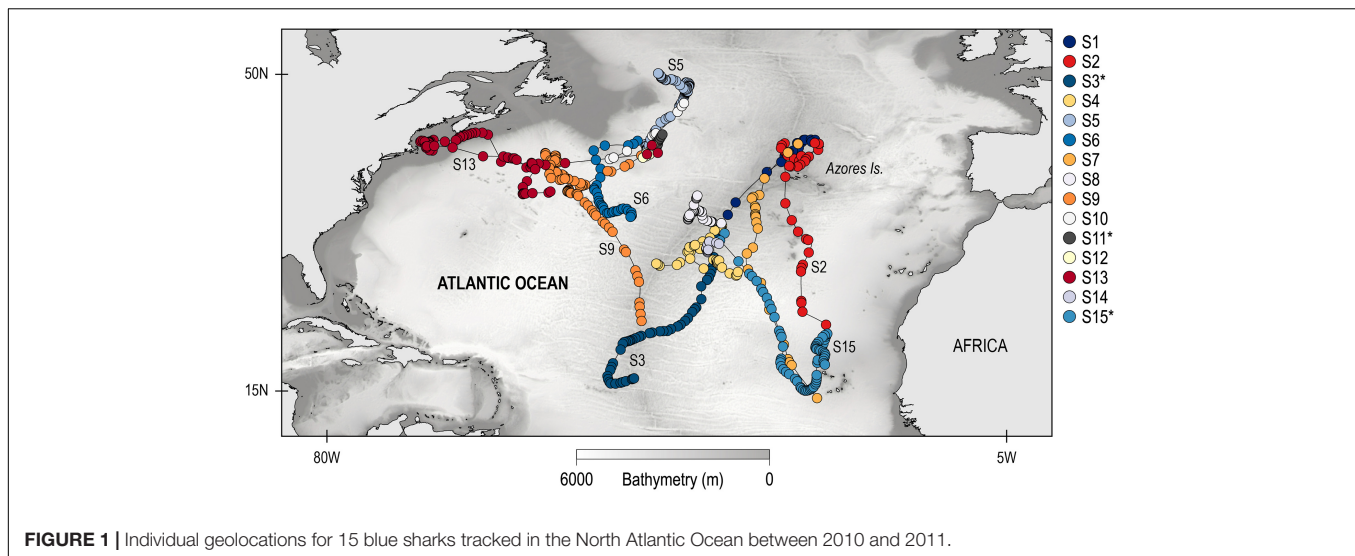 50N
15N
80W
5W
S5
S13
S6
S9
S3
S2
S15
Azores Is.
ATLANTIC OCEAN
AFRICA
S1
S2
S3*
S4
S5
S6
S7
S8
S9
S10
S11*
S12
S13
S14
S15*
6000 Bathymetry (m) 0
FIGURE 1 | Individual geolocations for 15 blue sharks tracked in the North Atlantic Ocean between 2010 and 2011.